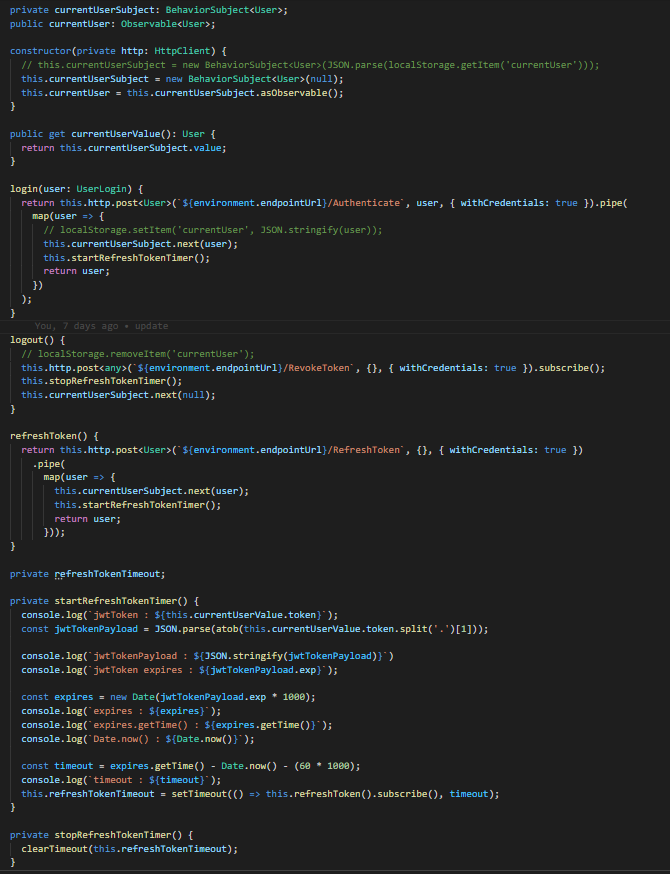 private currentUserSubject: BehaviorSubject<User>;
public currentUser: Observable<User>;
constructor(private http: HttpClient) {
// this.currentUserSubject = new BehaviorSubject<User>(JSON.parse(localStorage.getItem('currentUser')));
this.currentUserSubject = new BehaviorSubject<User>(null);
this.currentUser = this.currentUserSubject.asObservable();
}
public get currentUserValue(): User {
return this.currentUserSubject.value;
}
login(user: UserLogin) {
return this.http.post<User>(`${environment.endpointUrl}/Authenticate`, user, { withCredentials: true }).pipe(
map(user => {
// localStorage.setItem('currentUser', JSON.stringify(user));
this.currentUserSubject.next(user);
this.startRefreshTokenTimer();
return user;
})
);
}
You, 7 days ago • update
logout() {
// localStorage.removeItem('currentUser');
this.http.post<any>(`${environment.endpointUrl}/RevokeToken`, {}, { withCredentials: true }).subscribe();
this.stopRefreshTokenTimer();
this.currentUserSubject.next(null);
}
refreshToken() {
return this.http.post<User>(`${environment.endpointUrl}/RefreshToken`, {}, { withCredentials: true })
.pipe(
map(user => {
this.currentUserSubject.next(user);
this.startRefreshTokenTimer();
return user;
}));
}
private refreshTokenTimeout;
private startRefreshTokenTimer() {
console.log(`jwtToken : ${this.currentUserValue.token}`);
const jwtTokenPayload = JSON.parse(atob(this.currentUserValue.token.split('.')[1]));
console.log(`jwtTokenPayload : ${JSON.stringify(jwtTokenPayload)}`)
console.log(`jwtToken expires : ${jwtTokenPayload.exp}`);
const expires = new Date(jwtTokenPayload.exp * 1000);
console.log(`expires : ${expires}`);
console.log(`expires.getTime() : ${expires.getTime()}`);
console.log(`Date.now() : ${Date.now()}`);
const timeout = expires.getTime() - Date.now() - (60 * 1000);
console.log(`timeout : ${timeout}`);
this.refreshTokenTimeout = setTimeout(() => this.refreshToken().subscribe(), timeout);
}
private stopRefreshTokenTimer() {
clearTimeout(this.refreshTokenTimeout);
}